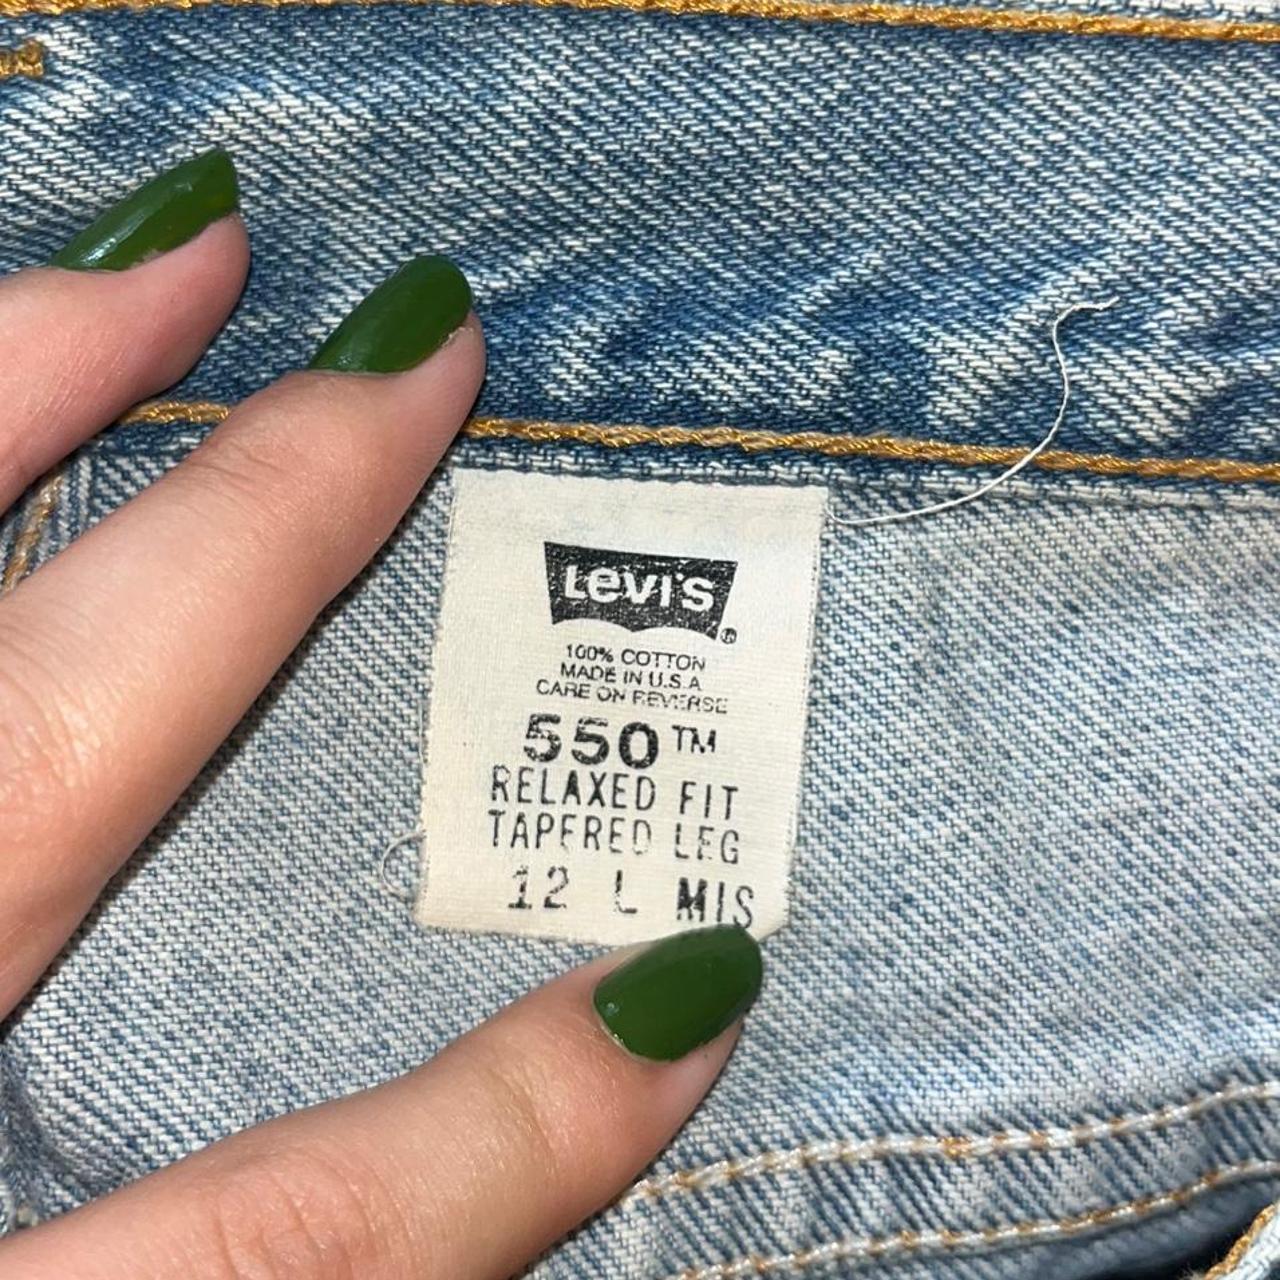 Levi's ®
100% COTTON
MADE IN U.S.A
CARE ON REVERSE
550™
RELAXED FIT
TAPERED LEG
12 L MIS